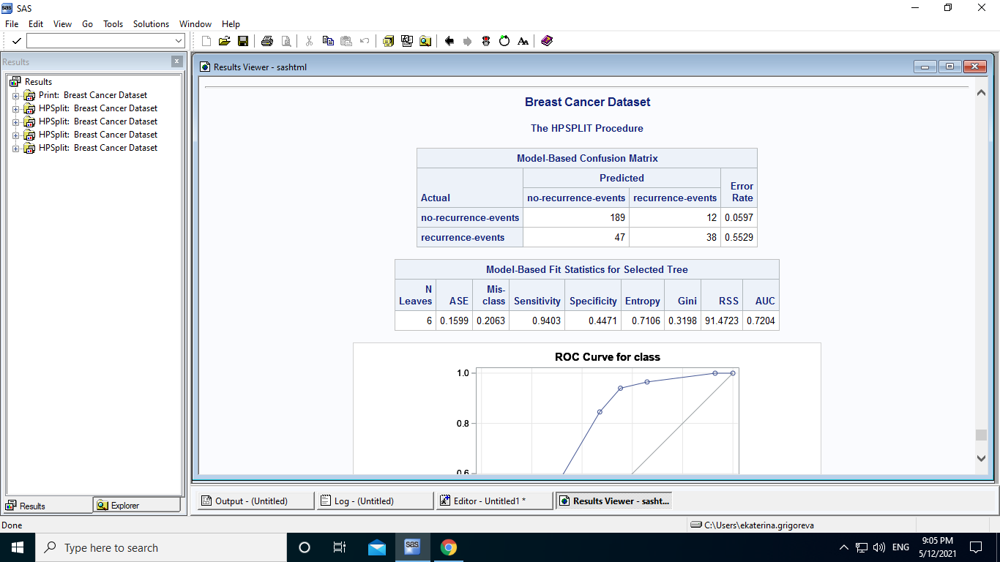 SAS
File Edit View Go Tools Solutions Window Help
Results
Results Viewer - sashtml
Results
Print: Breast Cancer Dataset
HPSplit: Breast Cancer Dataset
HPSplit: Breast Cancer Dataset
HPSplit: Breast Cancer Dataset
HPSplit: Breast Cancer Dataset
Breast Cancer Dataset
The HPSPLIT Procedure
Model-Based Confusion Matrix
Predicted
Error
Actual no-recurrence-events recurrence-events Rate
no-recurrence-events 189 12 0.0597
recurrence-events 47 38 0.5529
Model-Based Fit Statistics for Selected Tree
N Mis-
Leaves ASE class Sensitivity Specificity Entropy Gini RSS AUC
6 0.1599 0.2063 0.9403 0.4471 0.7106 0.3198 91.4723 0.7204
ROC Curve for class
1.0
0.8
0.6
Results Explorer
Output - (Untitled) Log - (Untitled) Editor - Untitled1 * Results Viewer - sasht...
Done C:\Users\ekaterina.grigoreva
Type here to search
sas
ENG
9:05 PM
5/12/2021